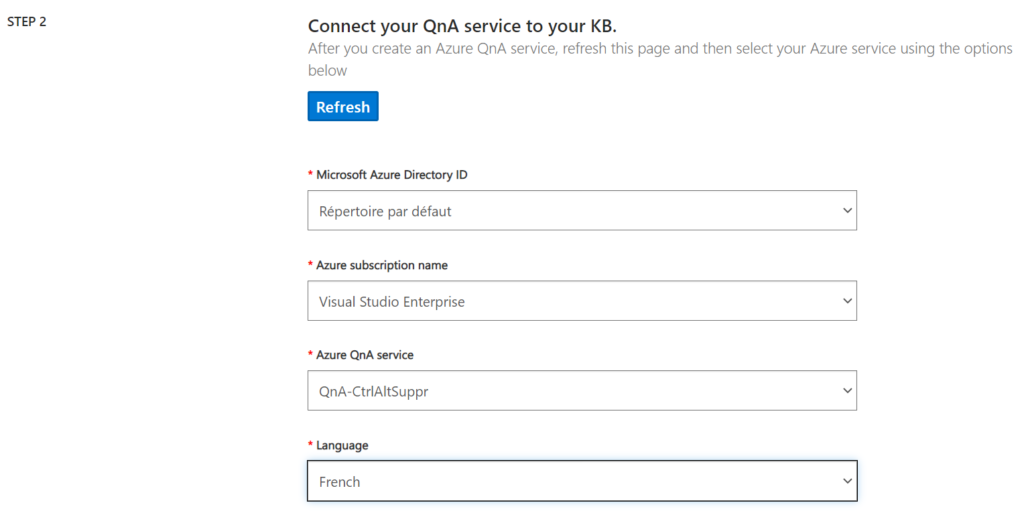 STEP 2
Connect your QnA service to your KB.
After you create an Azure QnA service, refresh this page and then select your Azure service using the options
below
Refresh
* Microsoft Azure Directory ID
Répertoire par défaut
* Azure subscription name
Visual Studio Enterprise
* Azure QnA service
QnA-CtrlAltSuppr
* Language
French